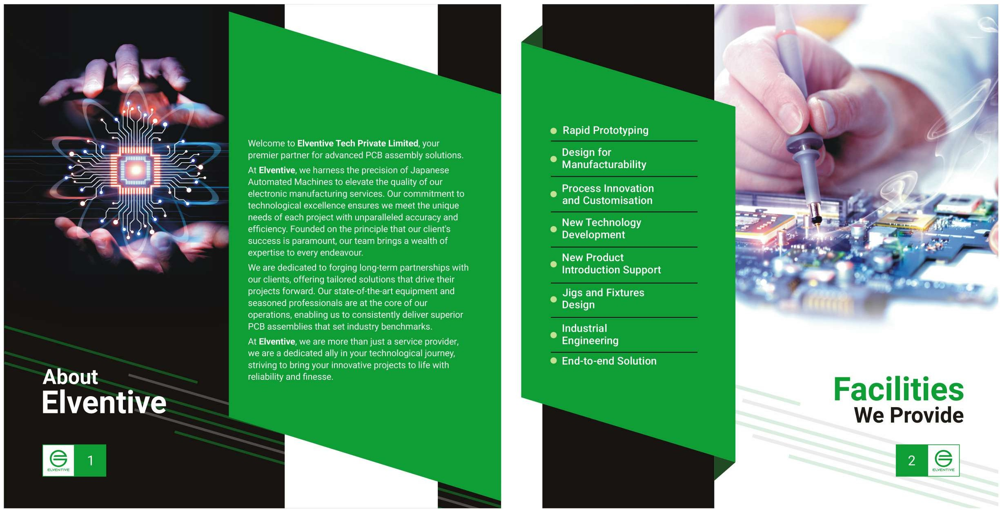 Welcome to Elventive Tech Private Limited, your
premier partner for advanced PCB assembly solutions.
At Elventive, we harness the precision of Japanese
Automated Machines to elevate the quality of our
electronic manufacturing services. Our commitment to
technological excellence ensures we meet the unique
needs of each project with unparalleled accuracy and
efficiency. Founded on the principle that our client's
success is paramount, our team brings a wealth of
expertise to every endeavour.
We are dedicated to forging long-term partnerships with
our clients, offering tailored solutions that drive their
projects forward. Our state-of-the-art equipment and
seasoned professionals are at the core of our
operations, enabling us to consistently deliver superior
PCB assemblies that set industry benchmarks.
At Elventive, we are more than just a service provider,
we are a dedicated ally in your technological journey,
striving to bring your innovative projects to life with
reliability and finesse.
About
Elventive
ELVENTIVE
1
Rapid Prototyping
Design for
Manufacturability
Process Innovation
and Customisation
New Technology
Development
New Product
Introduction Support
Jigs and Fixtures
Design
Industrial
Engineering
End-to-end Solution
Facilities
We Provide
2
ELVENTIVE